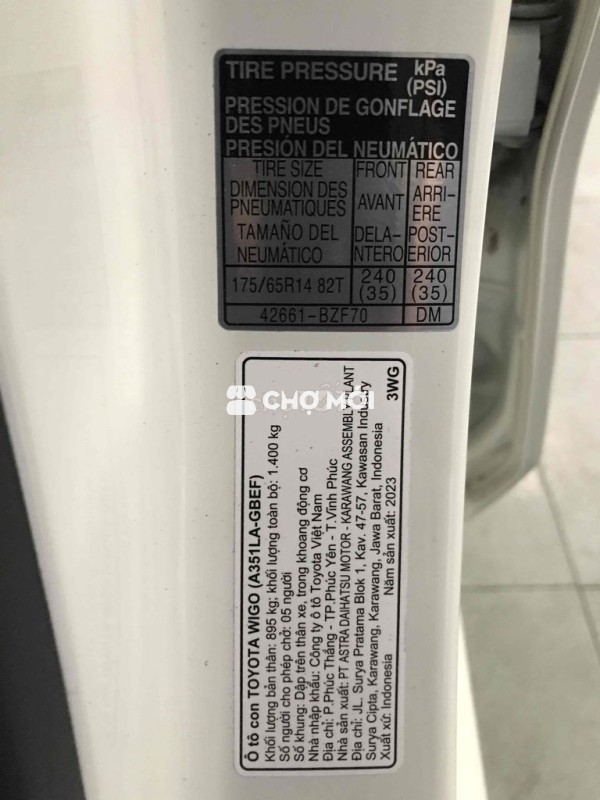 TIRE PRESSURE kPa
(PSI)
PRESSION DE GONFLAGE
DES PNEUS
PRESIÓN DEL NEUMÁTICO
TIRE SIZE FRONT REAR
DIMENSION DES PNEUMATIQUES AVANT ARRI-ERE
TAMAÑO DEL NEUMÁTICO DELA-NTERO POST-ERIOR
175/65R14 82T 240 (35) 240 (35)
42661-BZF70 DM
CHỢ MỚI
Ô tô con TOYOTA WIGO (A351LA-GBEF)
Khối lượng bản thân: 895 kg; khối lượng toàn bộ: 1.400 kg
Số người cho phép chở: 05 người
Số khung: Dập trên thân xe, trong khoang động cơ
Nhà nhập khẩu: Công ty ô tô Toyota Việt Nam
Địa chỉ: P.Phúc Thắng - TP.Phúc Yên - T.Vĩnh Phúc
Nhà sản xuất: PT ASTRA DAIHATSU MOTOR - KARAWANG ASSEMBLY PLANT
Địa chỉ: JL. Surya Pratama Blok 1, Kav. 47-57, Kawasan Industry
Surya Cipta, Karawang, Karawang, Jawa Barat, Indonesia
Xuất xứ: Indonesia Năm sản xuất: 2023 3WG